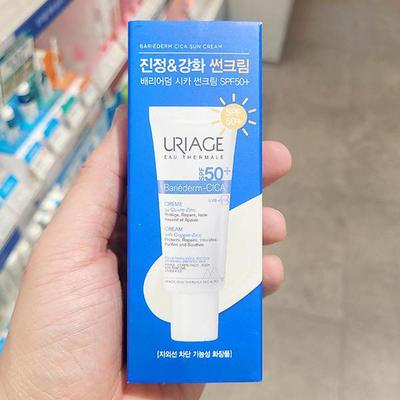 BARIÉDERM CICA SUN CREAM
진정&강화 썬크림
배리어덤 시카 썬크림 SPF50+
SPF
50+
URIAGE
EAU THERMALE
SPF 50+
Bariéderm-CICA
CRÈME
au Cuivre-Zinc
Protège, Répare, Isole
Assainit et Apaise
CREAM
with Copper-Zinc
Protects, Repairs, Insulates
Purifies and Soothes
[자외선 차단 기능성 화장품]